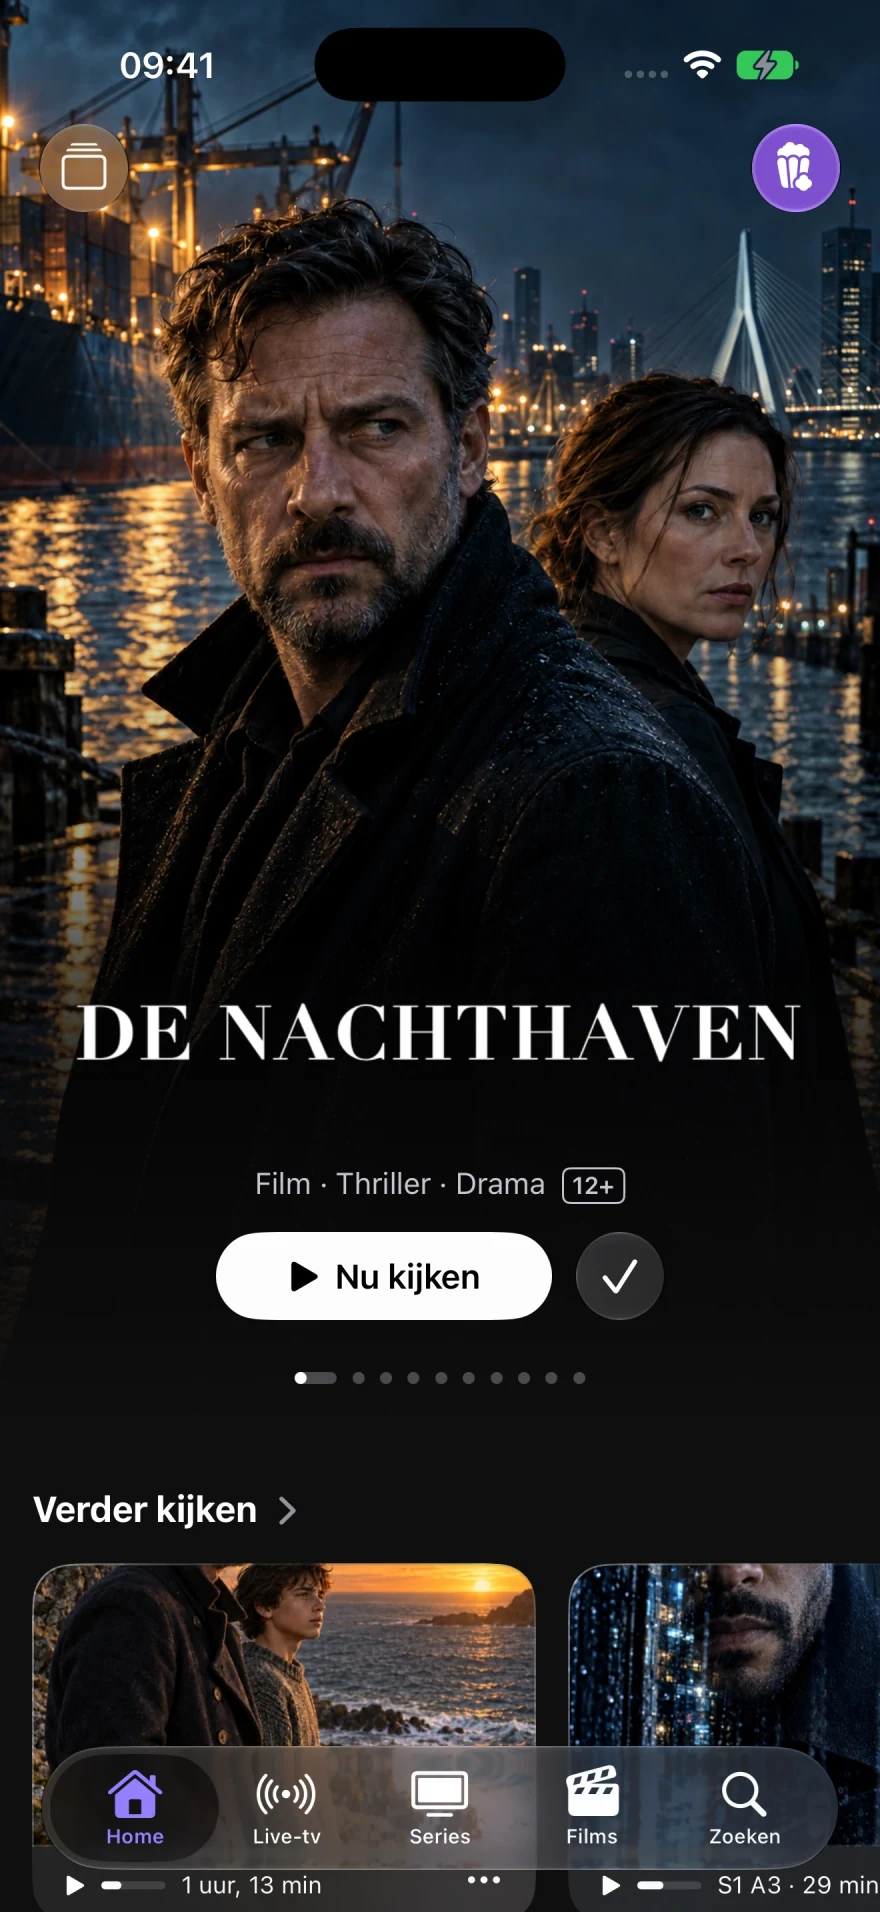 09:41
DE NACHTHAVEN
Film · Thriller · Drama 12+
Nu kijken
Verder kijken
Home Live-tv Series Films Zoeken
1 uur, 13 min
S1 A3 · 29 min